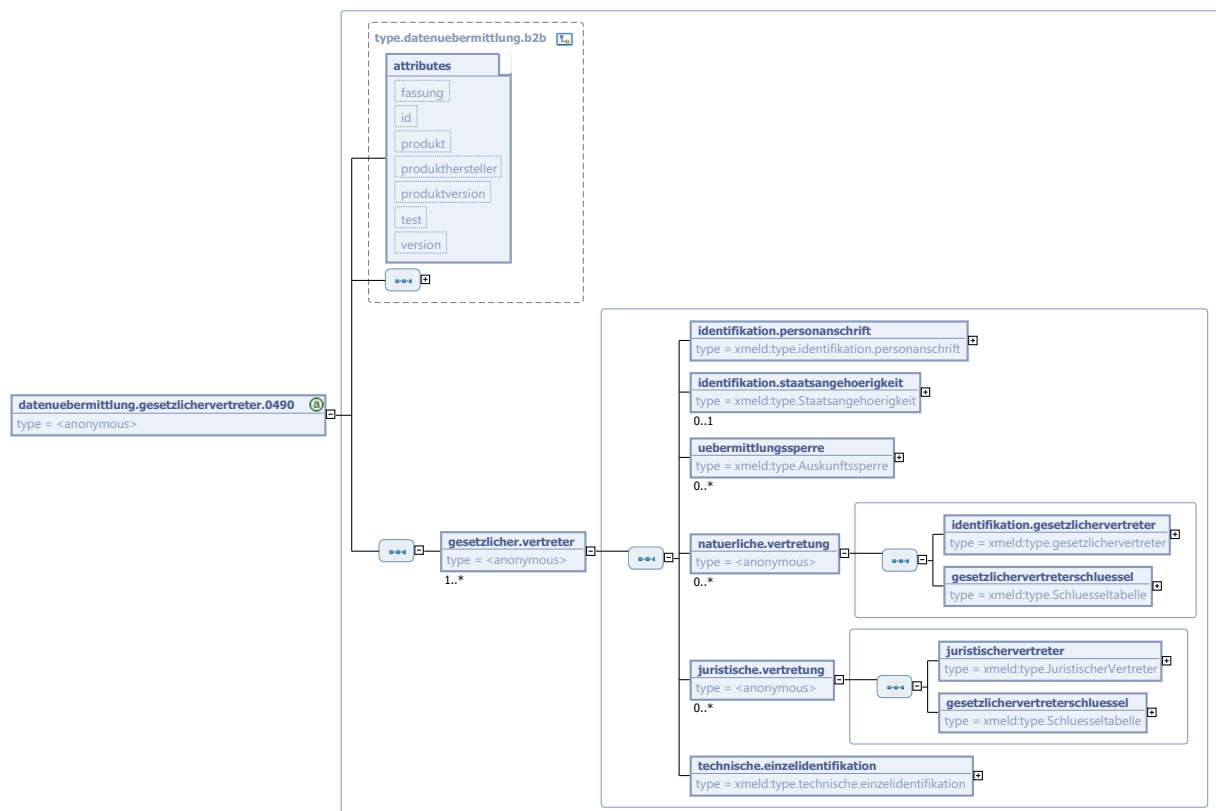 type.datenuebermittlung.b2b
attributes
fassung
id
produkt
produkthersteller
produktversion
test
version
datenuebermittlung.gesetzlichervertreter.0490
a
type = <anonymous>
gesetzlicher.vertreter
type = <anonymous>
1..*
identifikation.personanschrift
type = xmeld:type.identifikation.personanschrift
identifikation.staatsangehoerigkeit
type = xmeld:type.Staatsangehoerigkeit
0..1
uebermittlungssperre
type = xmeld:type.Auskunftssperre
0..*
natuerliche.vertretung
type = <anonymous>
0..*
identifikation.gesetzlichervertreter
type = xmeld:type.gesetzlichervertreter
gesetzlichervertreterschluessel
type = xmeld:type.Schluesseltabelle
juristische.vertretung
type = <anonymous>
0..*
juristischervertreter
type = xmeld:type.JuristischerVertreter
gesetzlichervertreterschluessel
type = xmeld:type.Schluesseltabelle
technische.einzelidentifikation
type = xmeld:type.technische.einzelidentifikation